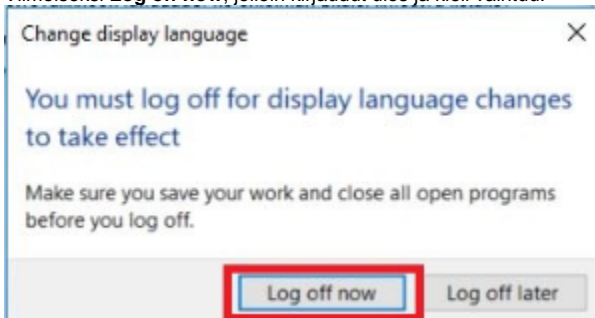 Change display language
You must log off for display language changes
to take effect
Make sure you save your work and close all open programs
before you log off.
Log off now Log off later